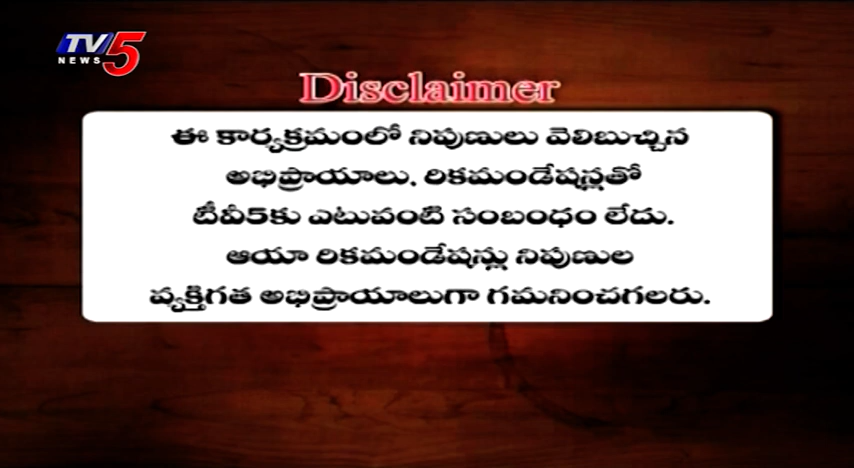 TV5
NEWS
Disclaimer
ఈ కార్యక్రమంలో నిపుణులు వెలిబుచ్చిన
అభిప్రాయాలు, రికమండేషన్లతో
టీవీ5కు ఎటువంటి సంబంధం లేదు.
ఆయా రికమండేషన్లు నిపుణుల
వ్యక్తిగత అభిప్రాయాలుగా గమనించగలరు.